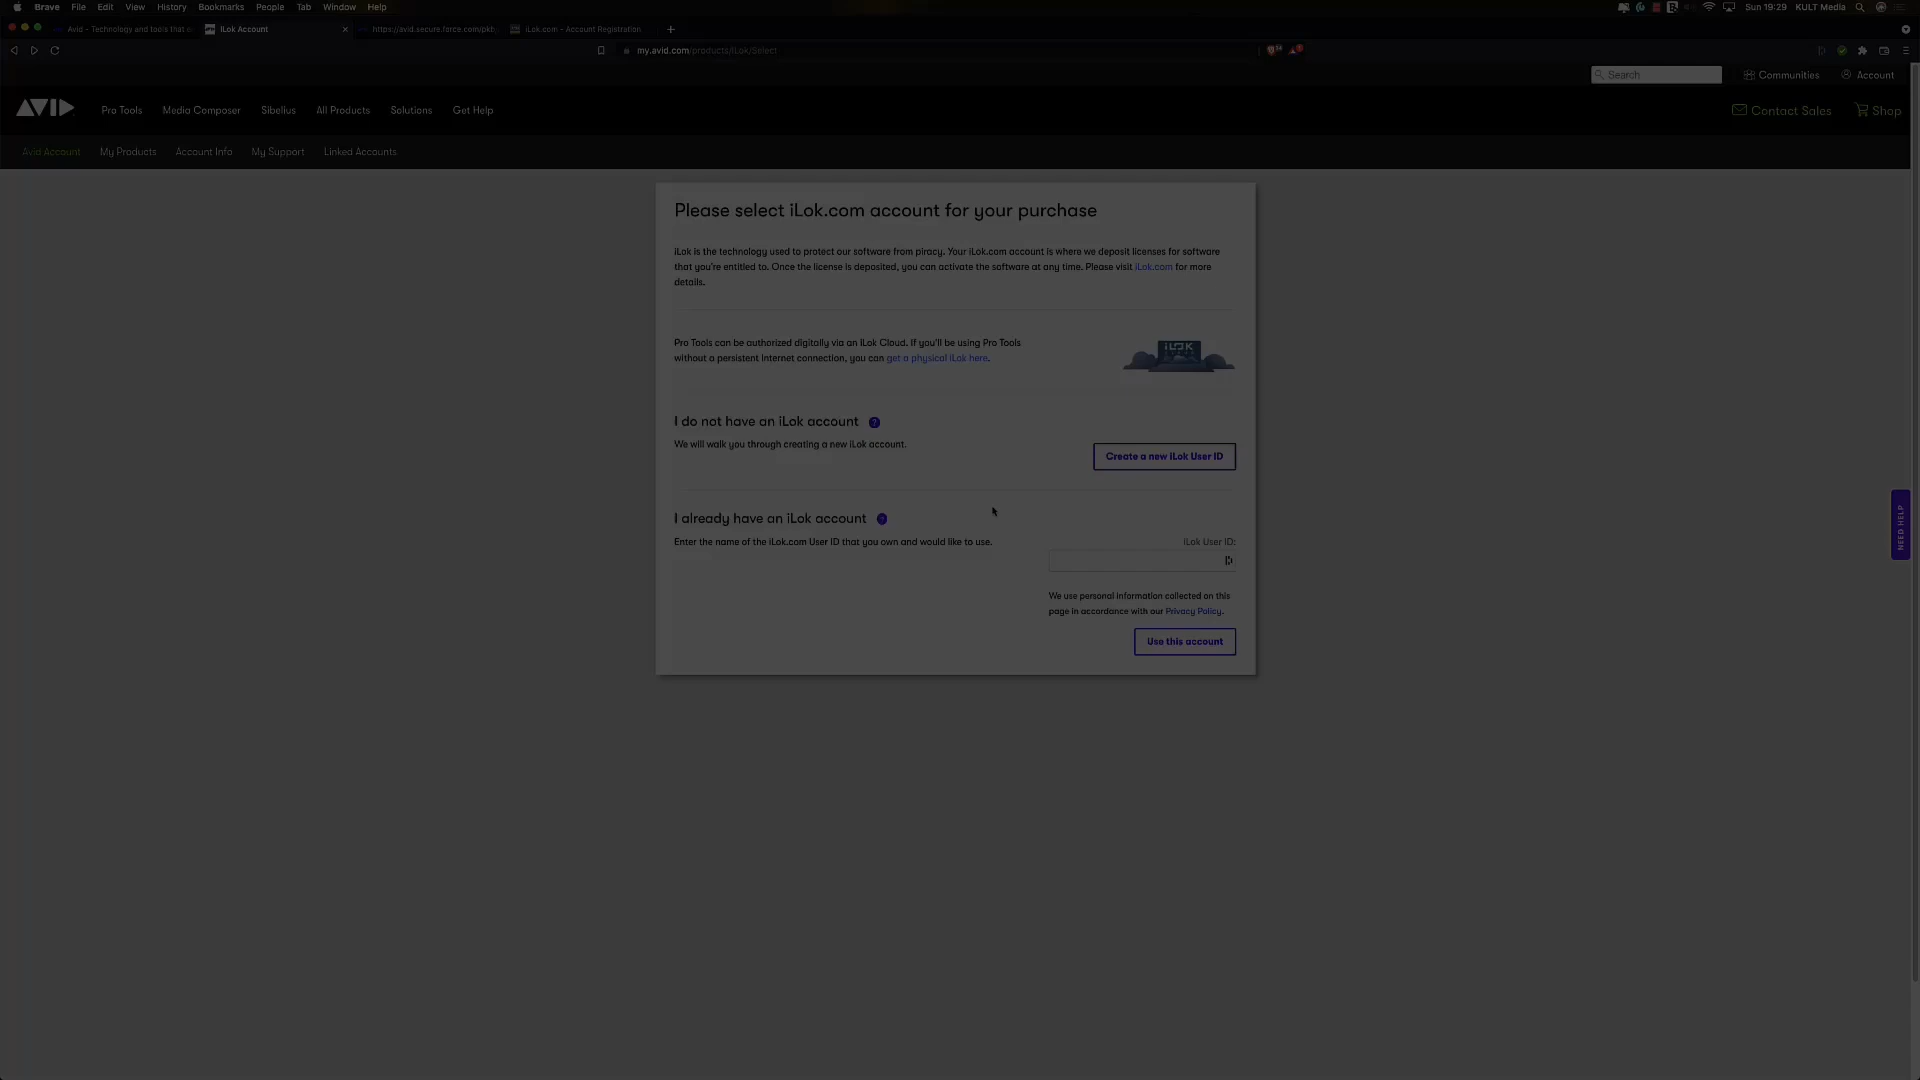 Brave File Edit View History Bookmarks People Tab Window Help Sun 19:29 KULT Media
Avid - Technology and tools that iLok Account https://avid.secure.force.com/pkb, iLok.com - Account Registration
my.avid.com/products/iLok/Select
Search Communities Account
AVID Pro Tools Media Composer Sibelius All Products Solutions Get Help Contact Sales Shop
Avid Account My Products Account Info My Support Linked Accounts
Please select iLok.com account for your purchase
iLok is the technology used to protect our software from piracy. Your iLok.com account is where we deposit licenses for software
that you're entitled to. Once the license is deposited, you can activate the software at any time. Please visit iLok.com for more
details.
Pro Tools can be authorized digitally via an iLok Cloud. If you'll be using Pro Tools
without a persistent Internet connection, you can get a physical iLok here.
iLOK
I do not have an iLok account ?
We will walk you through creating a new iLok account.
Create a new iLok User ID
I already have an iLok account ?
Enter the name of the iLok.com User ID that you own and would like to use.
iLok User ID:
We use personal information collected on this
page in accordance with our Privacy Policy.
Use this account
NEED HELP